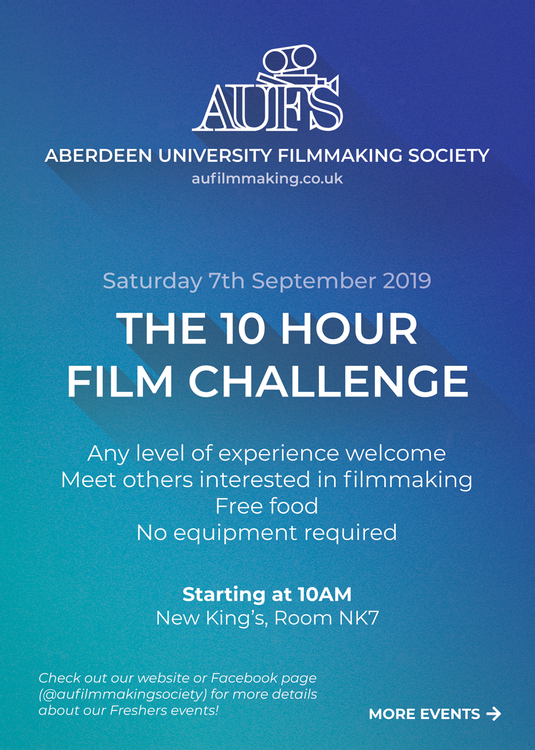 AUFS
ABERDEEN UNIVERSITY FILMMAKING SOCIETY
aufilmmaking.co.uk
Saturday 7th September 2019
THE 10 HOUR
FILM CHALLENGE
Any level of experience welcome
Meet others interested in filmmaking
Free food
No equipment required
Starting at 10AM
New King's, Room NK7
Check out our website or Facebook page
(@aufilmmakingsociety) for more details
about our Freshers events!
MORE EVENTS →